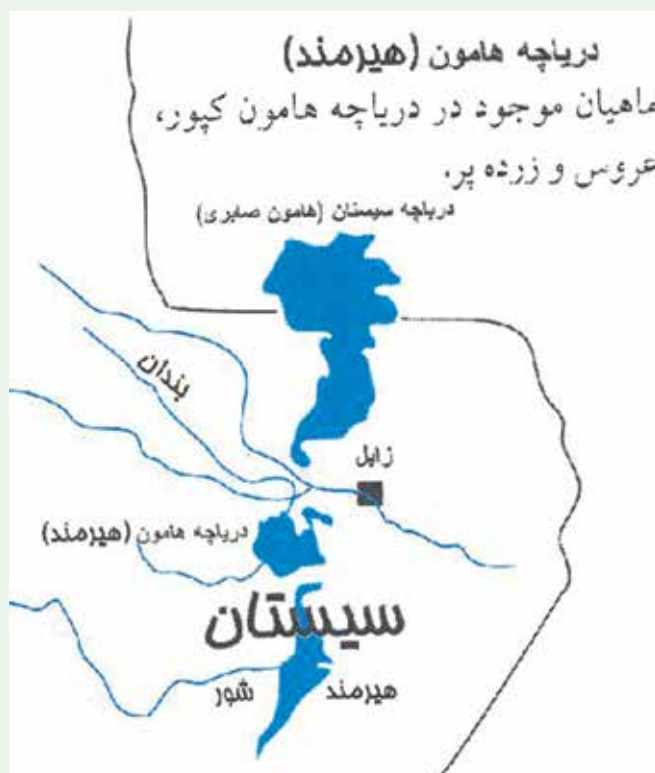 دریاچه هامون (هیرمند)
ماهیان موجود در دریاچه هامون کپور،
عروس و زرده پر.
دریاچه سیستان (هامون صابری)
بندان
زابل
دریاچه هامون (هیرمند)
سیستان
هیرمند شور